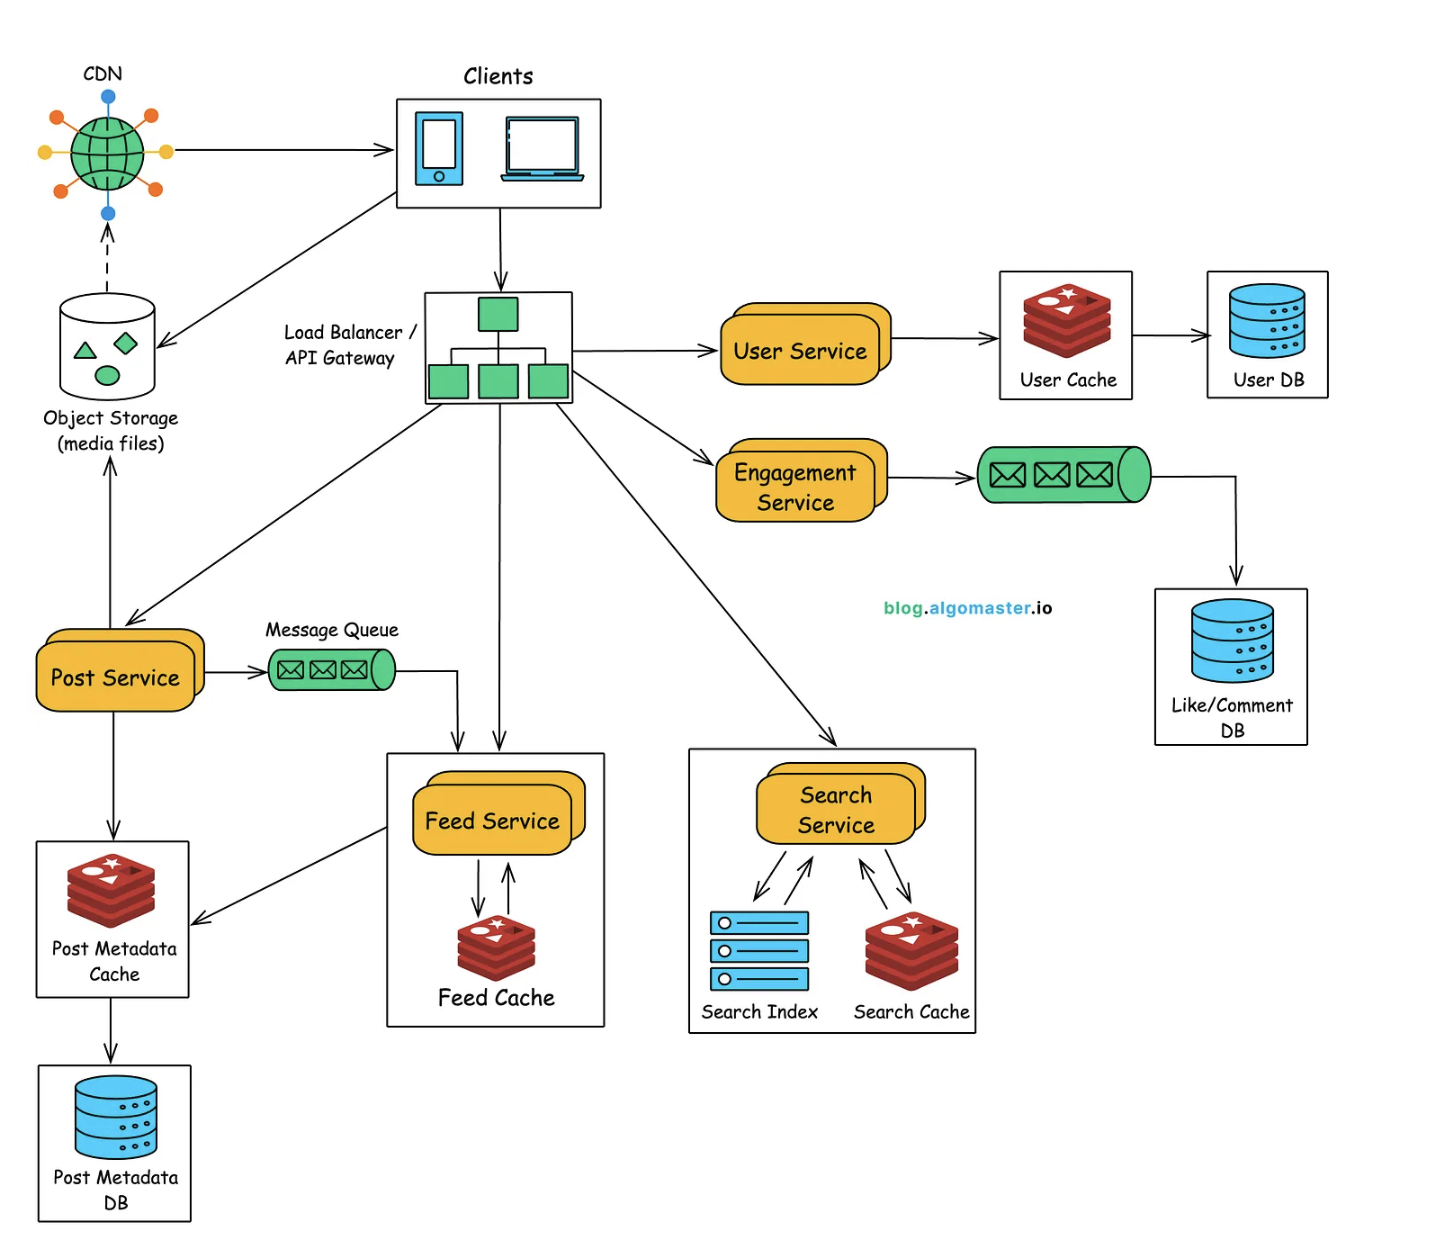 CDN
Clients
Load Balancer /
API Gateway
User Service
User Cache
User DB
Object Storage
(media files)
Engagement
Service
blog.algomaster.io
Message Queue
Post Service
Like/Comment
DB
Feed Service
Search
Service
Post Metadata
Cache
Feed Cache
Search Index
Search Cache
Post Metadata
DB